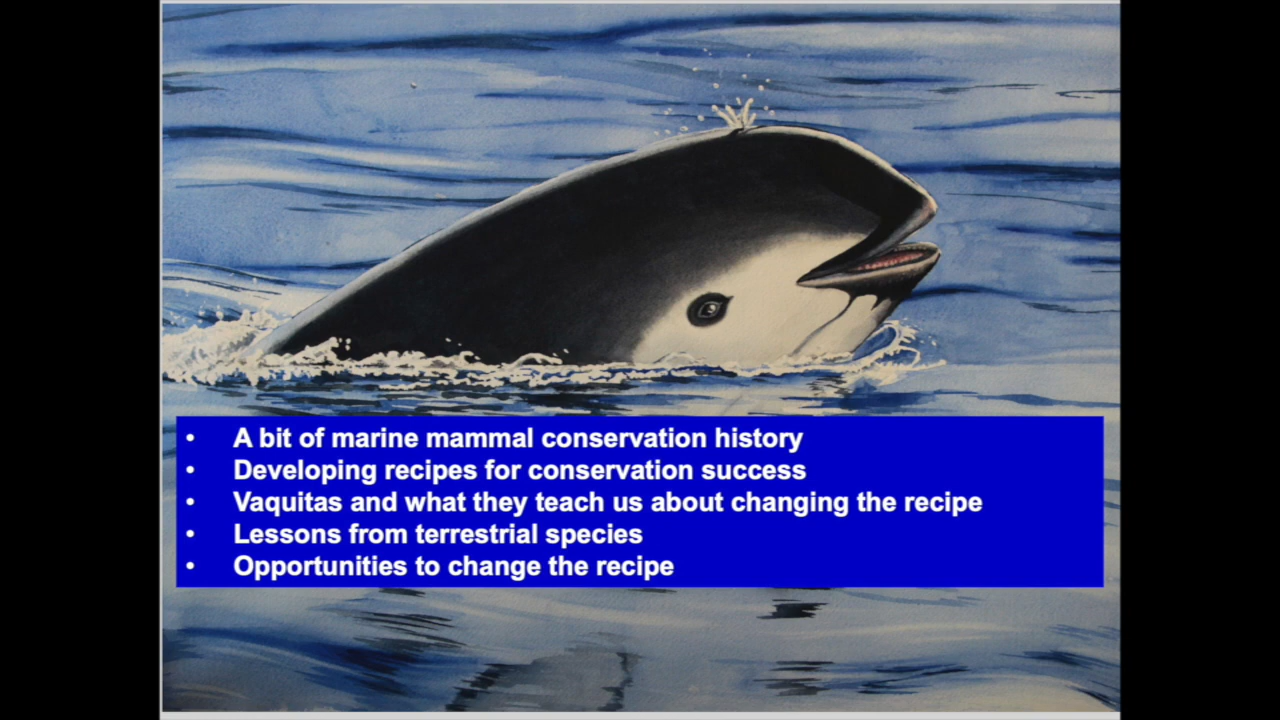 • A bit of marine mammal conservation history
• Developing recipes for conservation success
• Vaquitas and what they teach us about changing the recipe
• Lessons from terrestrial species
• Opportunities to change the recipe